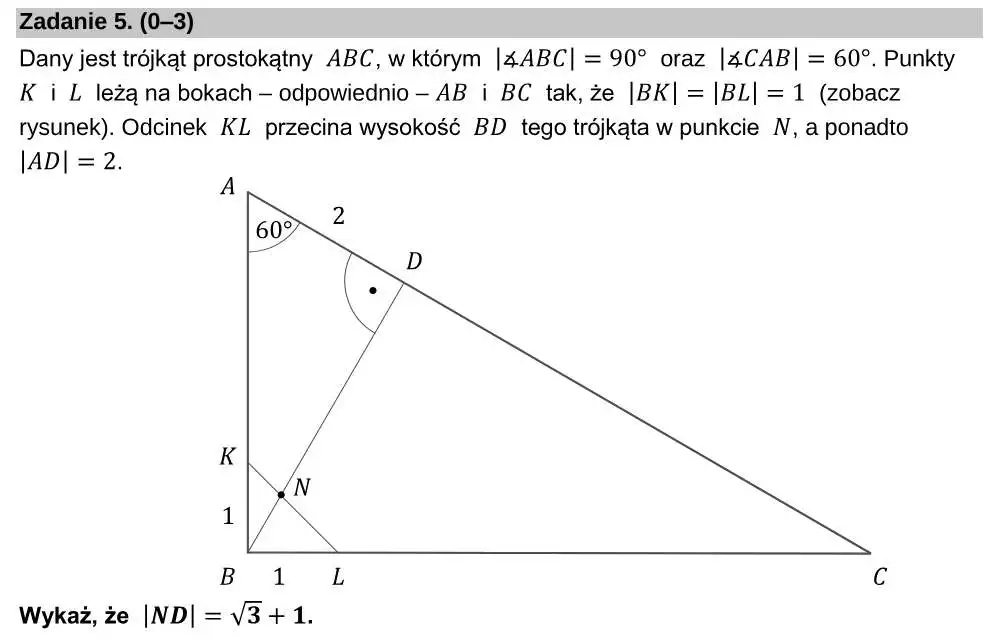 Zadanie 5. (0–3)
Dany jest trójkąt prostokątny ABC, w którym |∡ABC| = 90° oraz |∡CAB| = 60°. Punkty
K i L leżą na bokach – odpowiednio – AB i BC tak, że |BK| = |BL| = 1 (zobacz
rysunek). Odcinek KL przecina wysokość BD tego trójkąta w punkcie N, a ponadto
|AD| = 2.
A
60°
2
D
K
N
1
B 1 L C
Wykaż, że |ND| = √3 + 1.